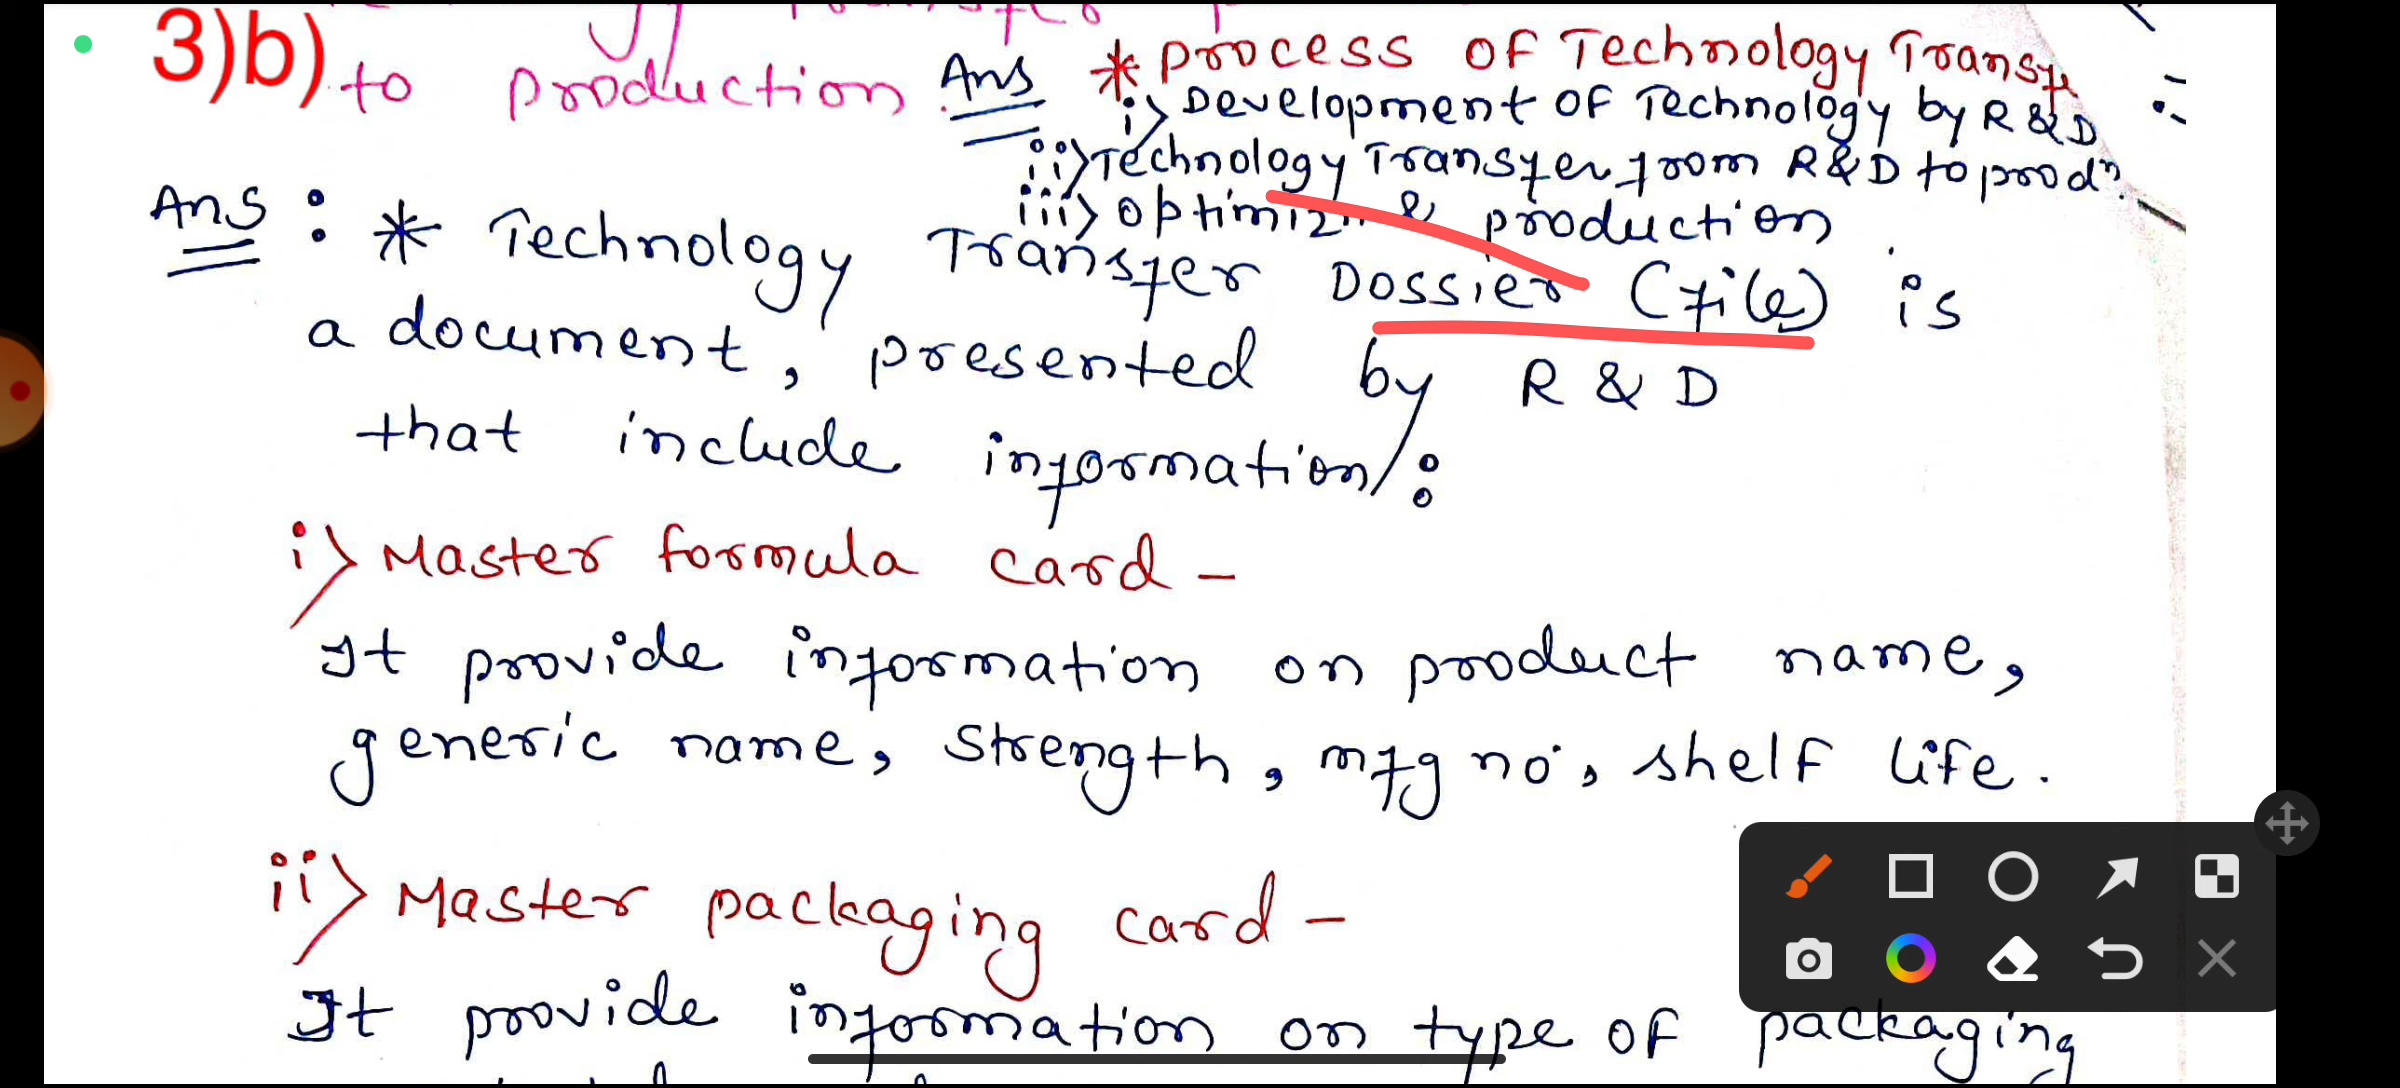 3)b) to production
Ans * Process of Technology Transfer
i> Development of Technology by R & D
ii> Technology Transfer from R & D to prodn.
iii> optimizn & production
Ans : * Technology Transfer Dossier (file) is
a document, presented by R & D
that include information :
i> Master formula card -
It provide information on product name,
generic name, strength, mfg no., shelf life.
ii> Master packaging card -
It provide information on type of packaging